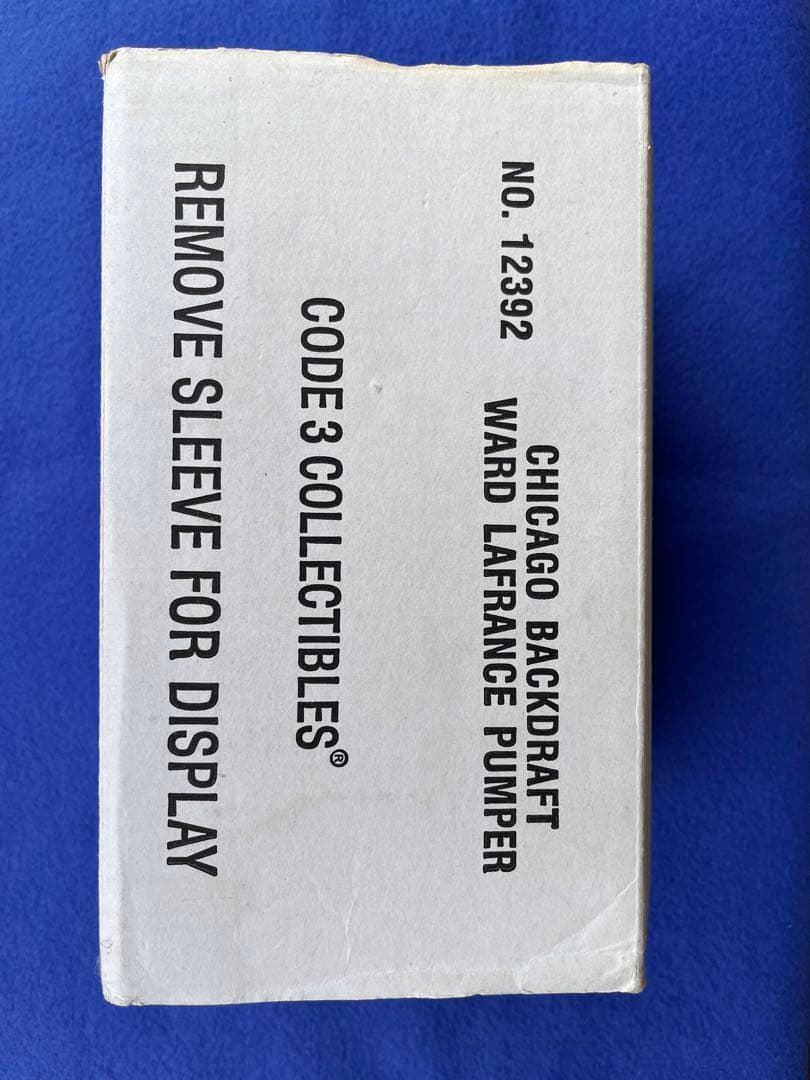 NO. 12392
CHICAGO BACKDRAFT
WARD LAFRANCE PUMPER
CODE 3 COLLECTIBLES®
REMOVE SLEEVE FOR DISPLAY